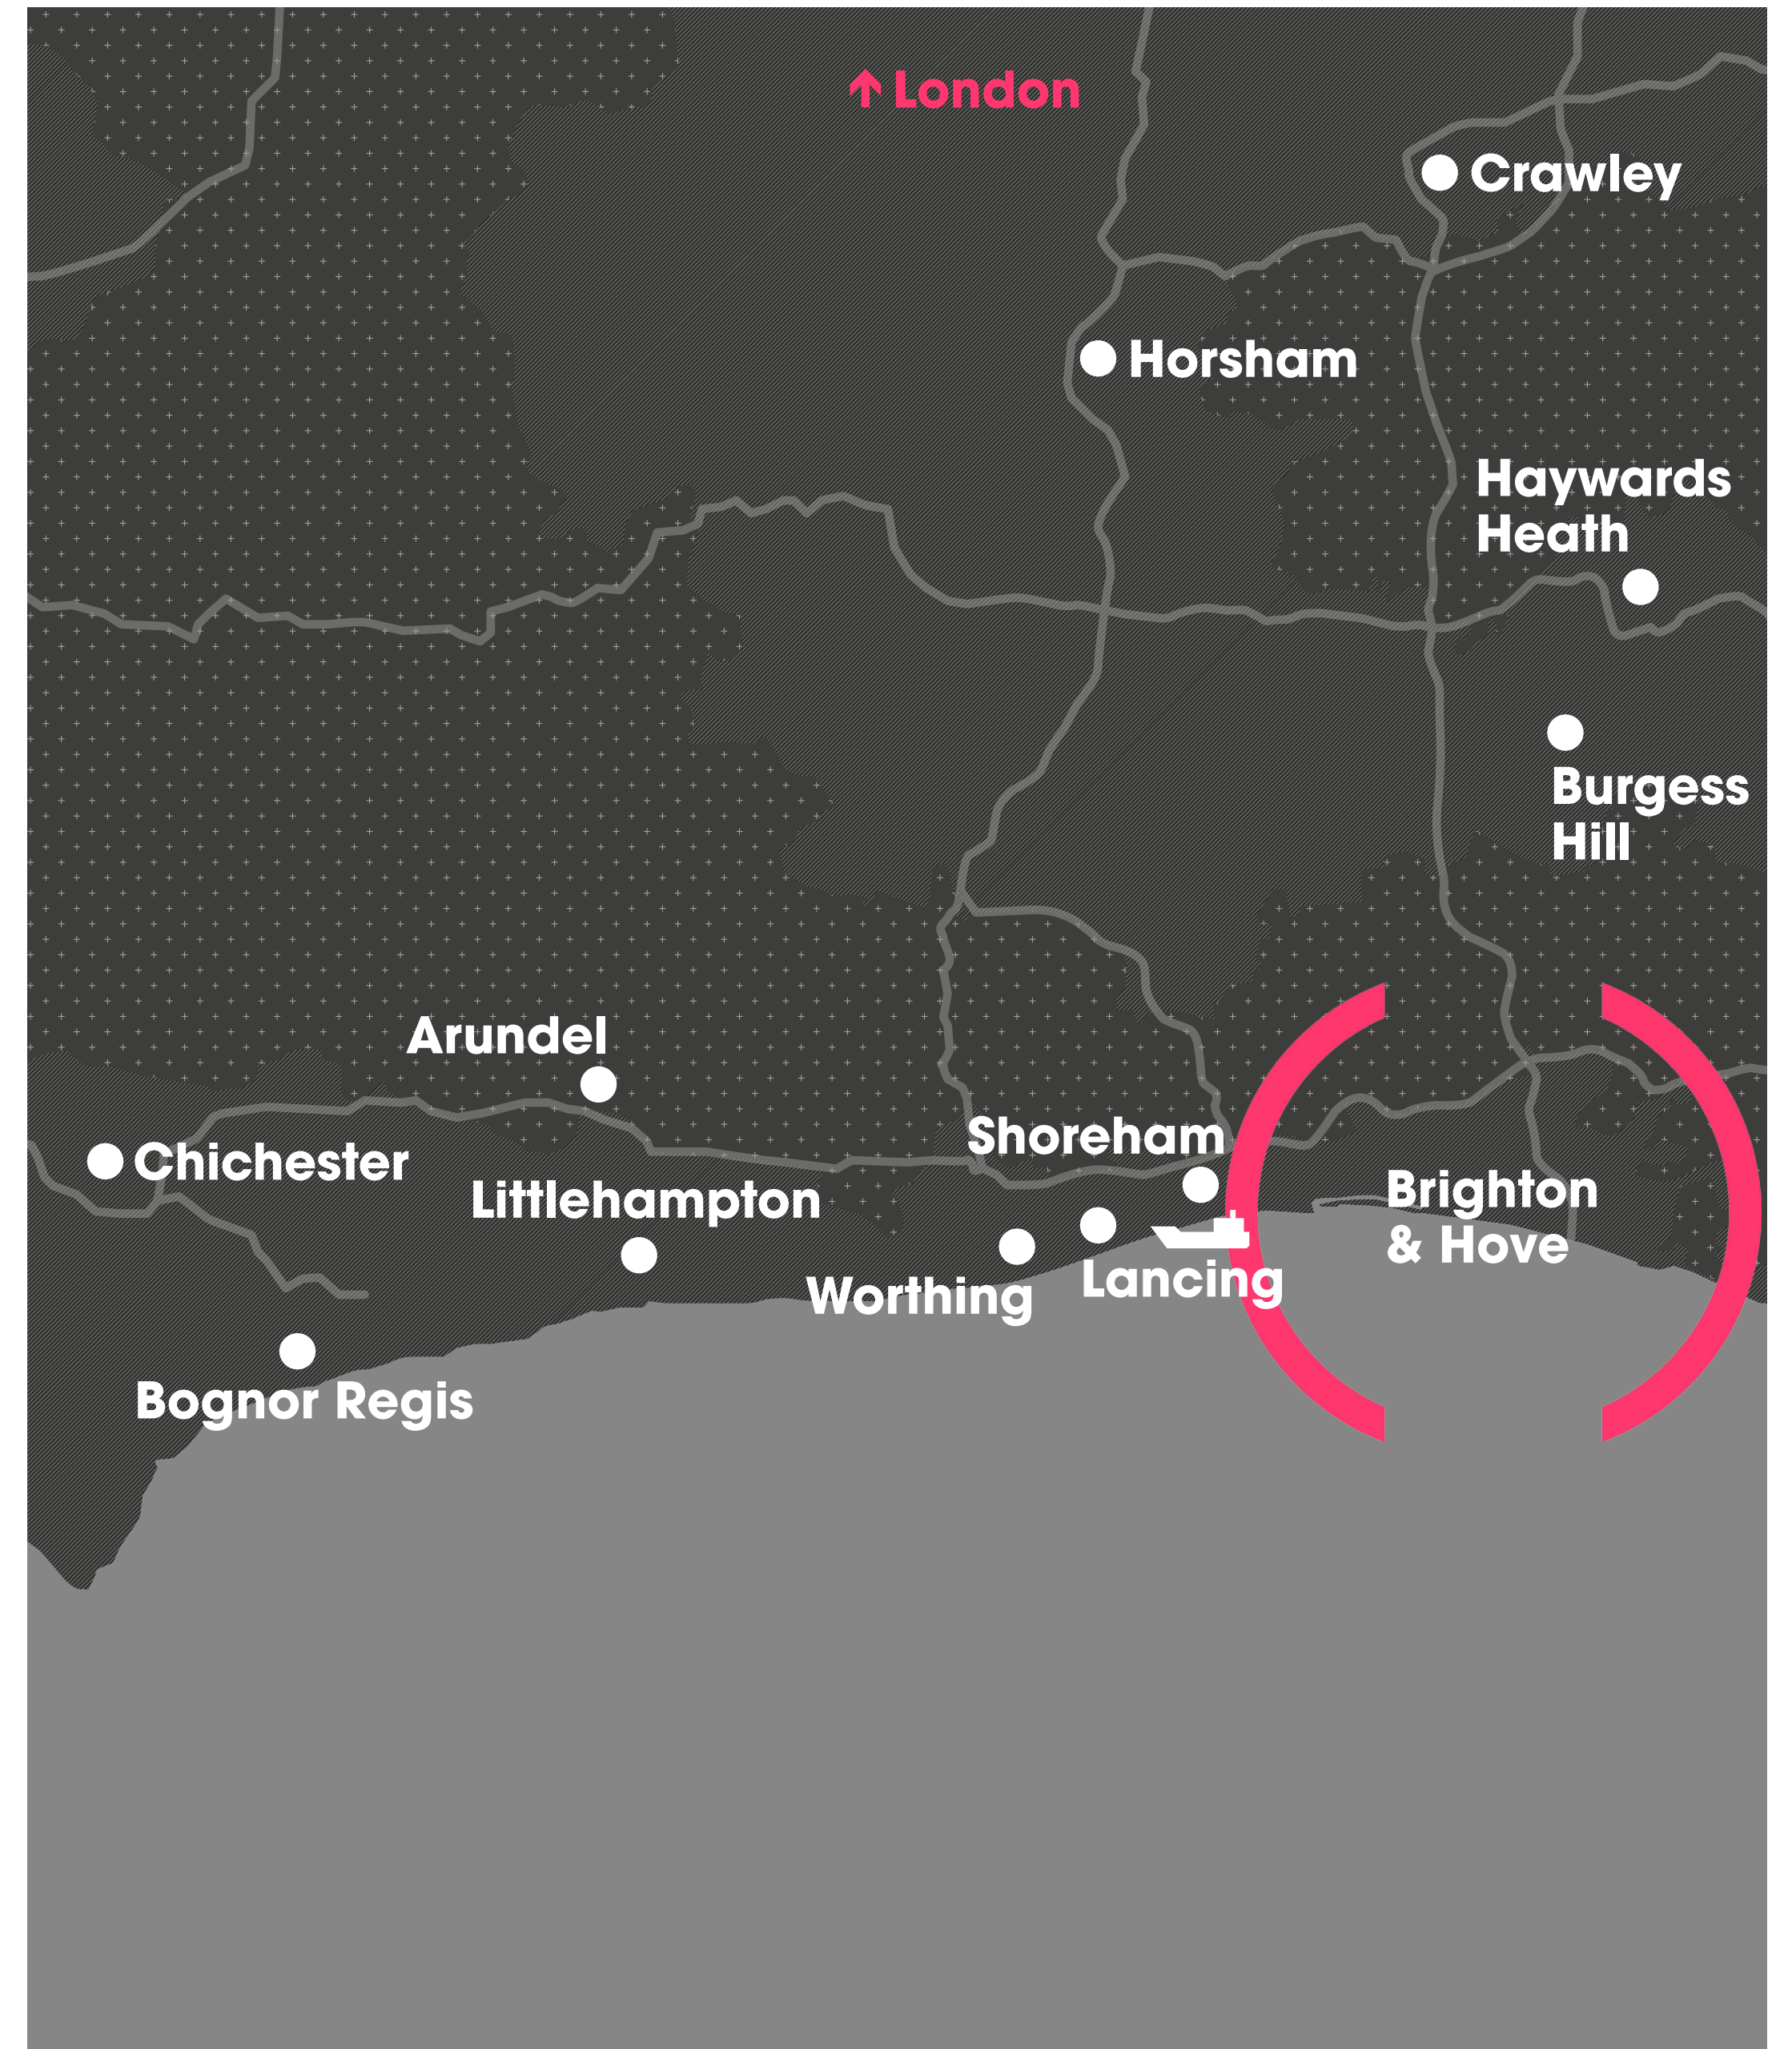 London
Crawley
Horsham
Haywards
Heath
Burgess
Hill
Arundel
Shoreham
Chichester
Littlehampton
Brighton
& Hove
Worthing
Lancing
Bognor Regis